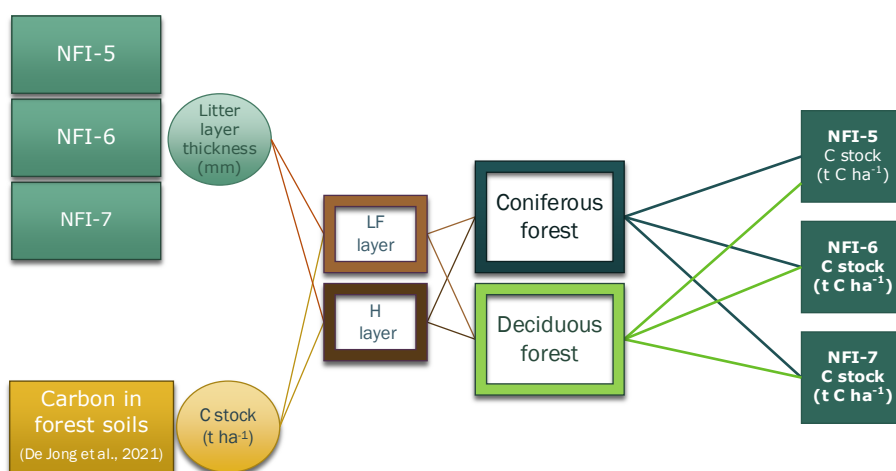 NFI-5
NFI-6
NFI-7
Litter
layer
thickness
(mm)
Carbon in
forest soils
(De Jong et al., 2021)
C stock
(t ha⁻¹)
LF
layer
H
layer
Coniferous
forest
Deciduous
forest
NFI-5
C stock
(t C ha⁻¹)
NFI-6
C stock
(t C ha⁻¹)
NFI-7
C stock
(t C ha⁻¹)